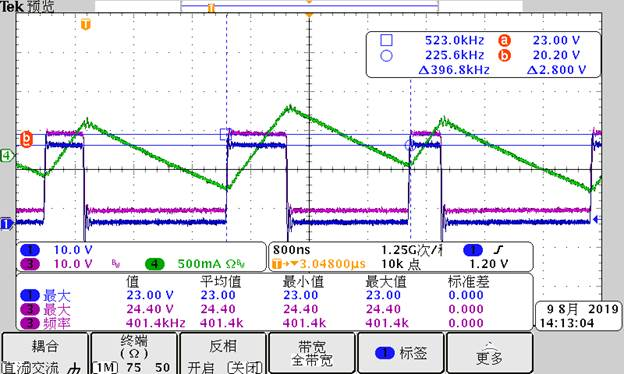 Tek 预览
T
T
523.0kHz a 23.00 V
225.6kHz b 20.20 V
Δ396.8kHz Δ2.800 V
b
4
1
1 10.0 V
3 10.0 V BW 4 500mA Ω BW
800ns 1.25G次/
T→▼3.04800µs 10k 点
1 1.20 V
值 平均值 最小值 最大值 标准差
1 最大 23.00 V 23.00 23.00 23.00 0.000
3 最大 24.40 V 24.40 24.40 24.40 0.000
3 频率 401.4kHz 401.4k 401.4k 401.4k 0.000
9 8月 2019
14:13:04
耦合
直流 交流
终端
(Ω)
1M 75 50
反相
开启 关闭
带宽
全带宽
1 标签
更多